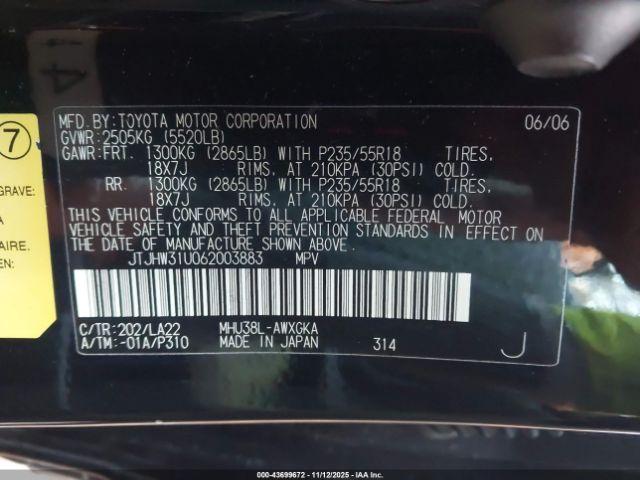 7
GRAVE:
A
AIRE.
MFD.BY:TOYOTA MOTOR CORPORATION 06/06
GVWR:2505KG (5520LB)
GAWR:FRT. 1300KG (2865LB) WITH P235/55R18 TIRES,
18X7J RIMS, AT 210KPA (30PSI) COLD.
RR. 1300KG (2865LB) WITH P235/55R18 TIRES,
18X7J RIMS, AT 210KPA (30PSI) COLD.
THIS VEHICLE CONFORMS TO ALL APPLICABLE FEDERAL MOTOR
VEHICLE SAFETY AND THEFT PREVENTION STANDARDS IN EFFECT ON
THE DATE OF MANUFACTURE SHOWN ABOVE.
JTJHW31U062003883 MPV
C/TR:202/LA22 MHU38L-AWXGKA
A/TM:-01A/P310 MADE IN JAPAN 314 J
000-43699672 - 11/12/2025 - IAA Inc.